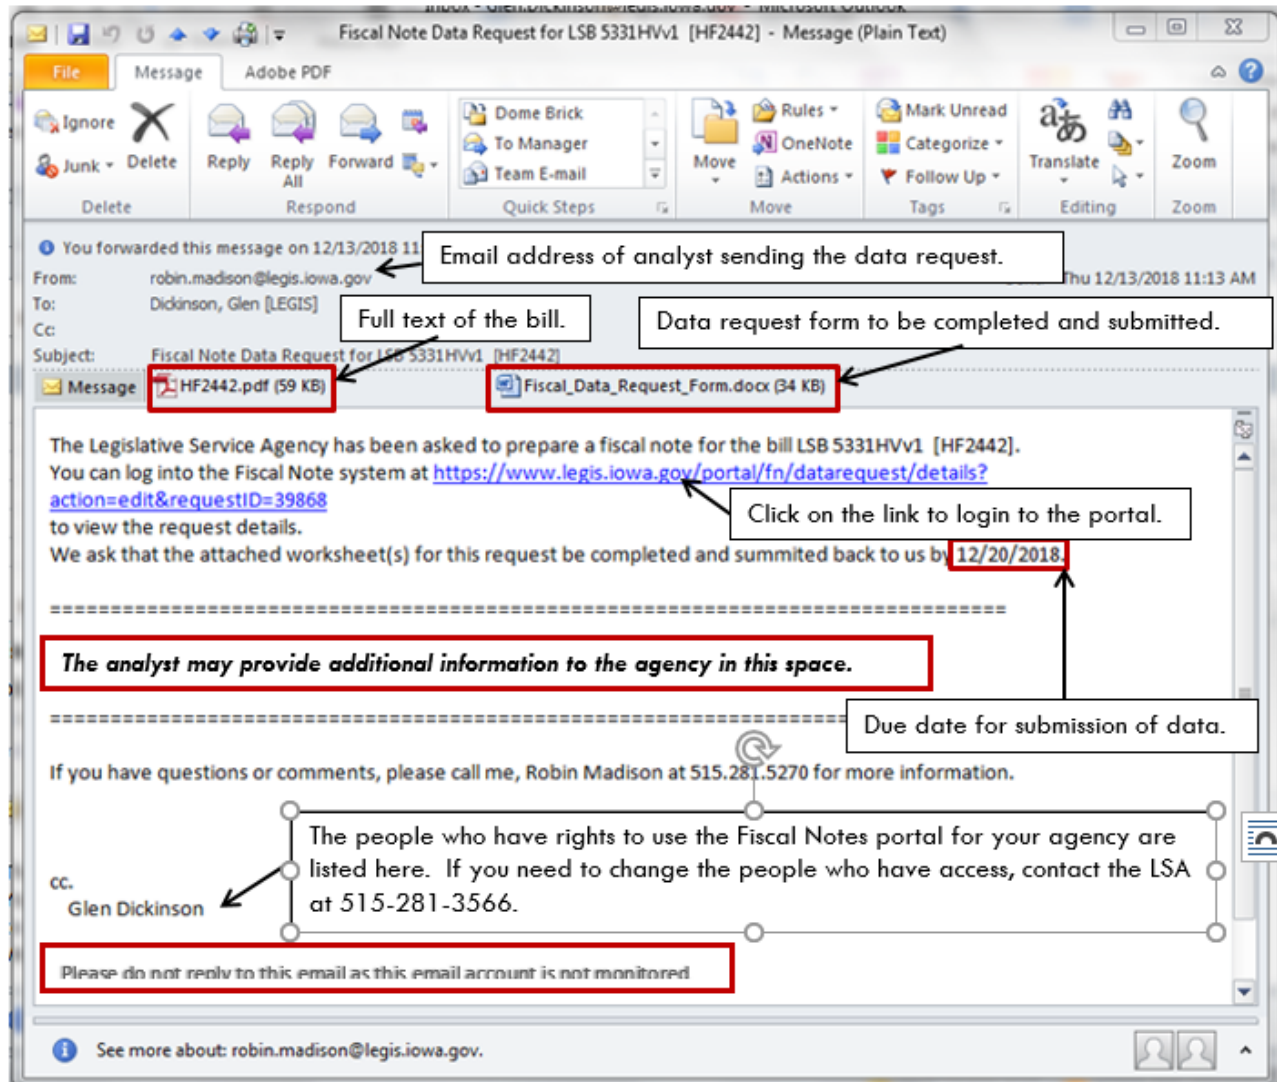 Inbox - Glen.Dickinson@legis.iowa.gov - Microsoft Outlook
Fiscal Note Data Request for LSB 5331HVv1 [HF2442] - Message (Plain Text)
File Message Adobe PDF
Ignore
Junk
Delete
Reply
Reply All
Forward
Dome Brick
To Manager
Team E-mail
Move
Rules
OneNote
Actions
Mark Unread
Categorize
Follow Up
Translate
Zoom
Delete Respond Quick Steps Move Tags Editing Zoom
You forwarded this message on 12/13/2018 11
Email address of analyst sending the data request.
From: robin.madison@legis.iowa.gov
Thu 12/13/2018 11:13 AM
To: Dickinson, Glen [LEGIS]
Cc:
Full text of the bill.
Data request form to be completed and submitted.
Subject: Fiscal Note Data Request for LSB 5331HVv1 [HF2442]
Message HF2442.pdf (59 KB) Fiscal_Data_Request_Form.docx (34 KB)
The Legislative Service Agency has been asked to prepare a fiscal note for the bill LSB 5331HVv1 [HF2442].
You can log into the Fiscal Note system at https://www.legis.iowa.gov/portal/fn/datarequest/details?
action=edit&requestID=39868
to view the request details.
Click on the link to login to the portal.
We ask that the attached worksheet(s) for this request be completed and summited back to us by 12/20/2018.
===============================================================================
The analyst may provide additional information to the agency in this space.
==================================================================
Due date for submission of data.
If you have questions or comments, please call me, Robin Madison at 515.281.5270 for more information.
The people who have rights to use the Fiscal Notes portal for your agency are
listed here. If you need to change the people who have access, contact the LSA
at 515-281-3566.
cc.
Glen Dickinson
Please do not reply to this email as this email account is not monitored
See more about: robin.madison@legis.iowa.gov.